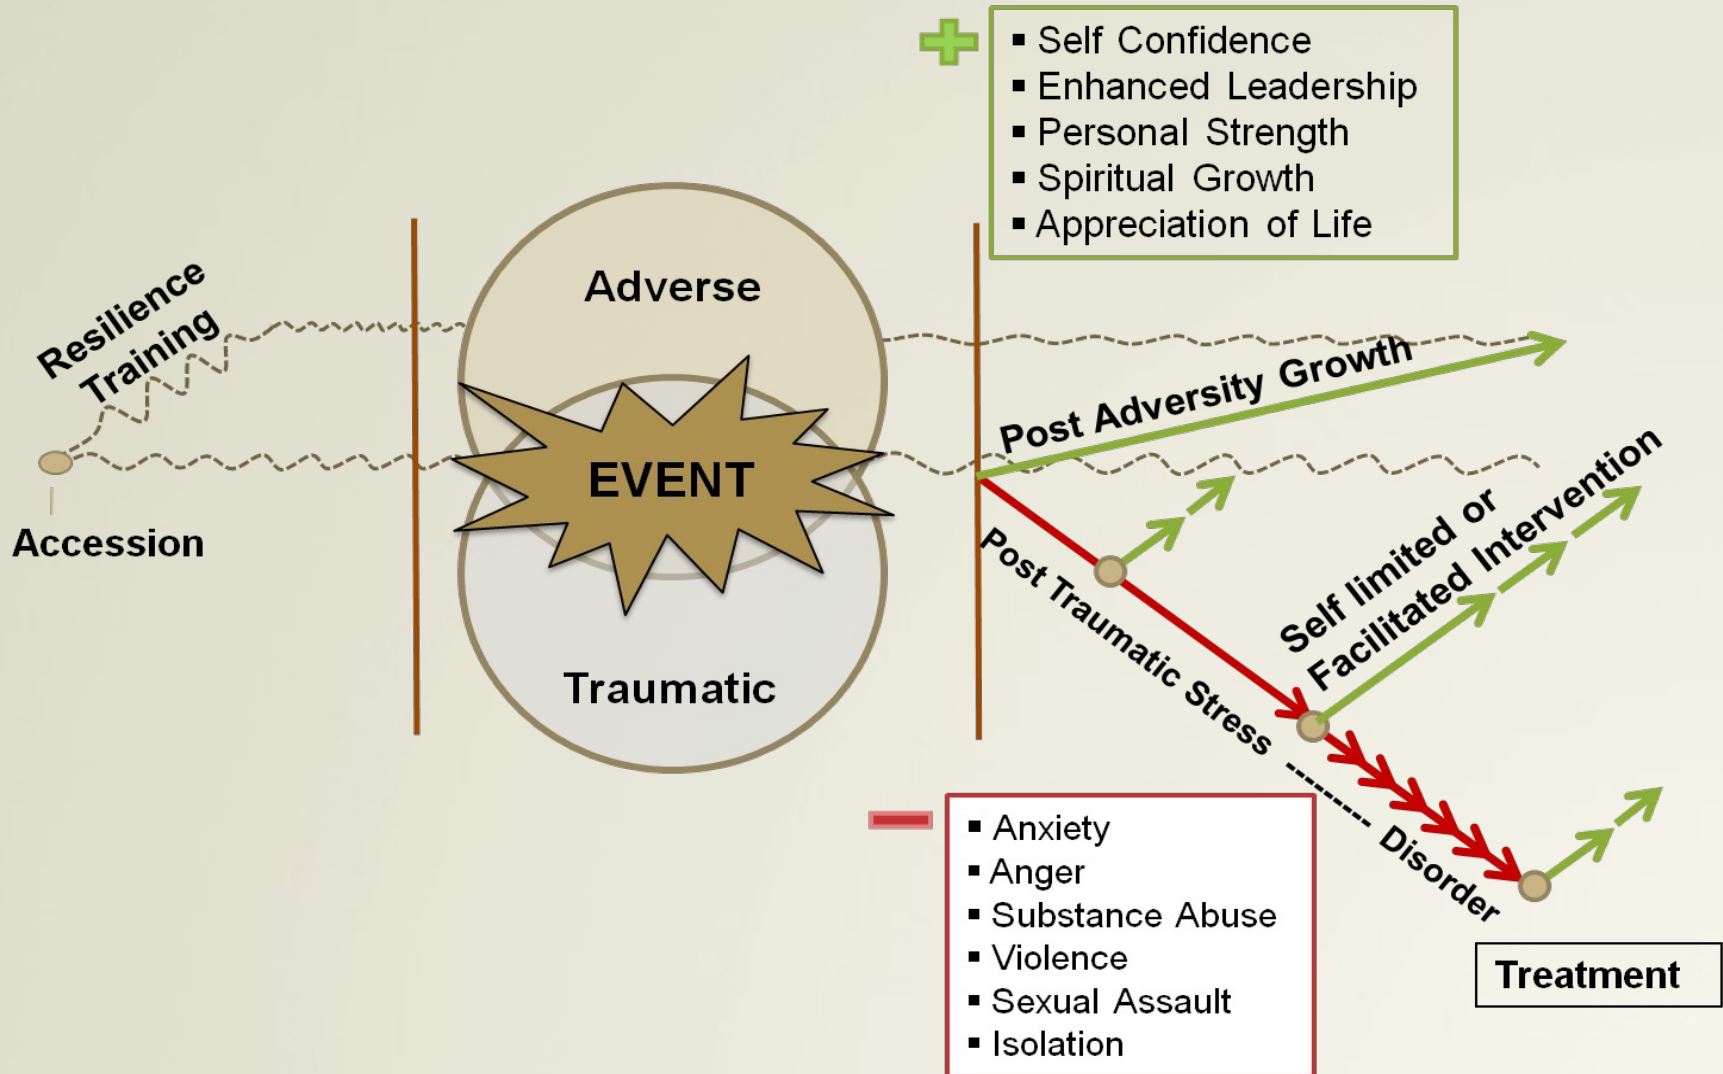 ▪ Self Confidence
▪ Enhanced Leadership
▪ Personal Strength
▪ Spiritual Growth
▪ Appreciation of Life
Resilience
Training
Accession
Adverse
EVENT
Traumatic
Post Adversity Growth
Self limited or
Facilitated Intervention
Post Traumatic Stress -------- Disorder
▪ Anxiety
▪ Anger
▪ Substance Abuse
▪ Violence
▪ Sexual Assault
▪ Isolation
Treatment